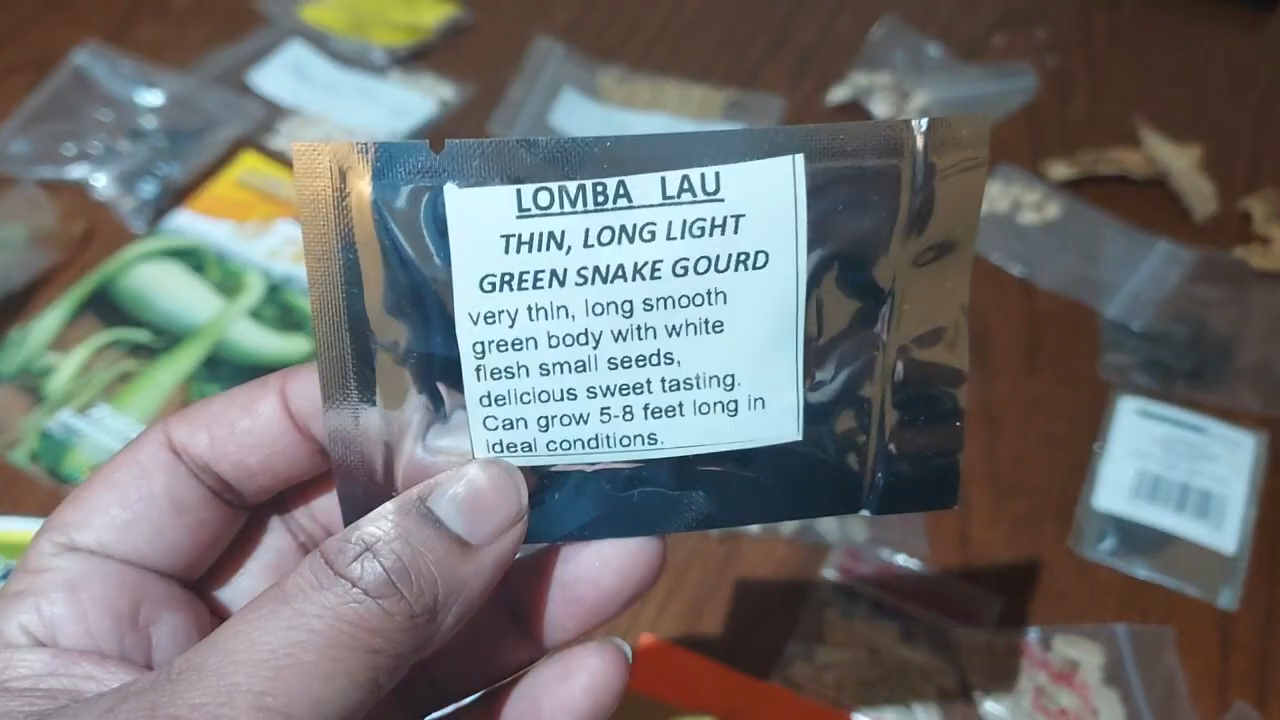 LOMBA LAU
THIN, LONG LIGHT
GREEN SNAKE GOURD
very thin, long smooth
green body with white
flesh small seeds,
delicious sweet tasting.
Can grow 5-8 feet long in
ideal conditions.